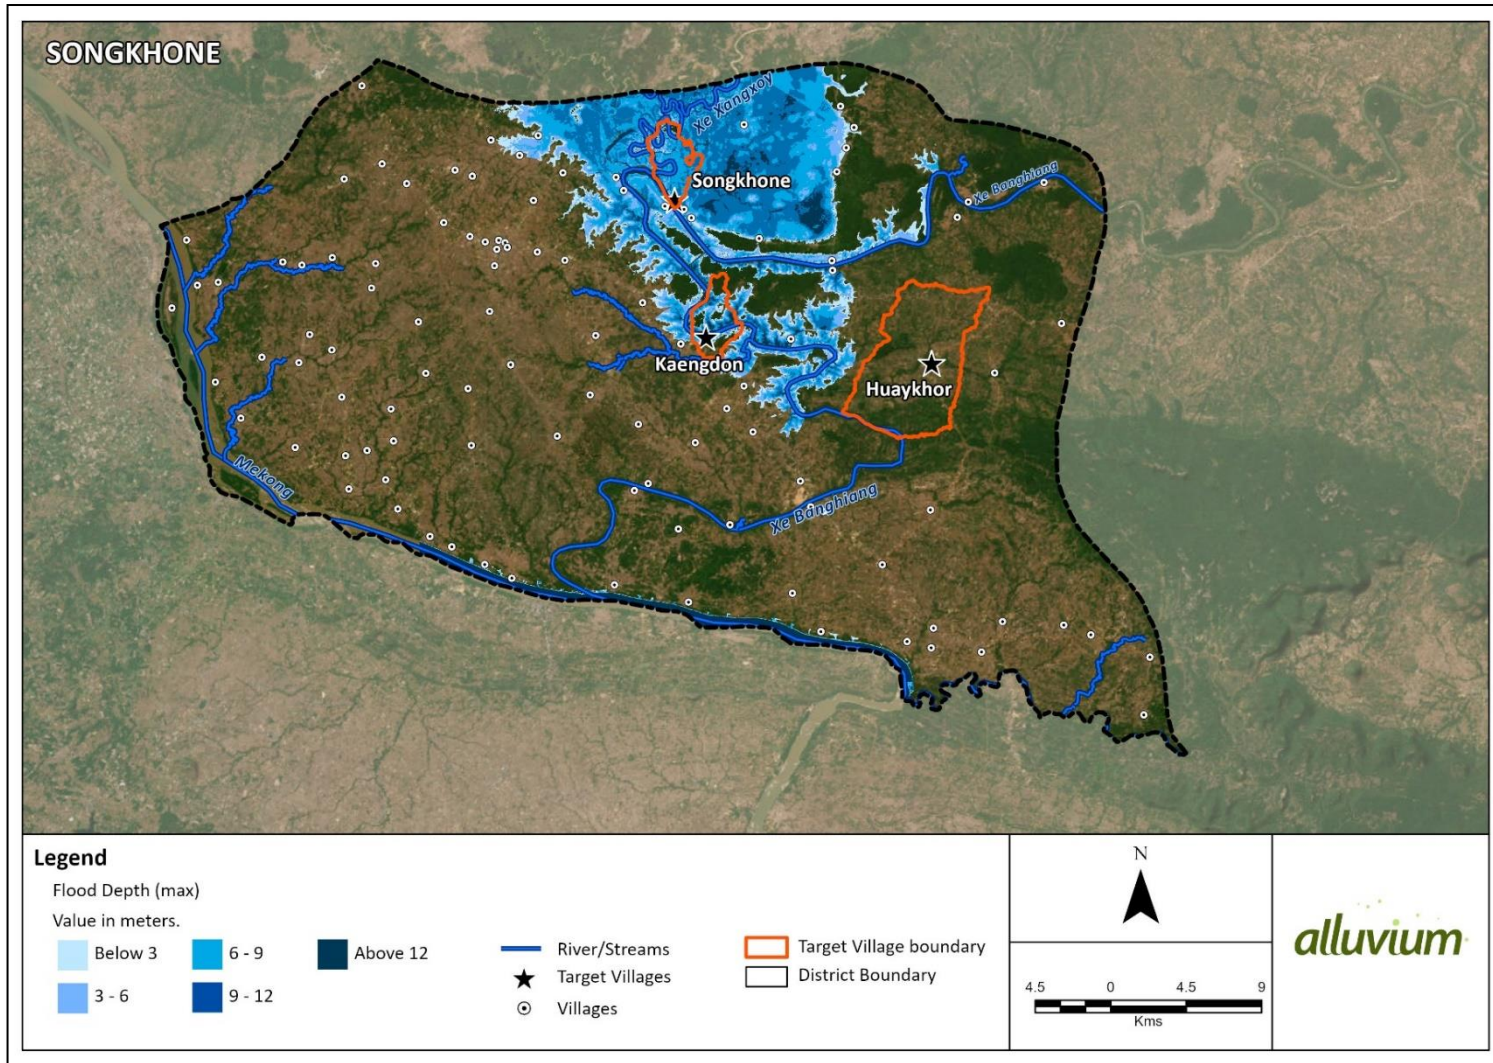 SONGKHONE
Xe Xangxoy
Songkhone
Xe Banghiang
Kaengdon
Huaykhor
Mekong
Xe Banghiang
Legend
Flood Depth (max)
Value in meters.
Below 3
6 - 9
Above 12
3 - 6
9 - 12
River/Streams
Target Villages
Villages
Target Village boundary
District Boundary
N
4.5 0 4.5 9
Kms
alluvium